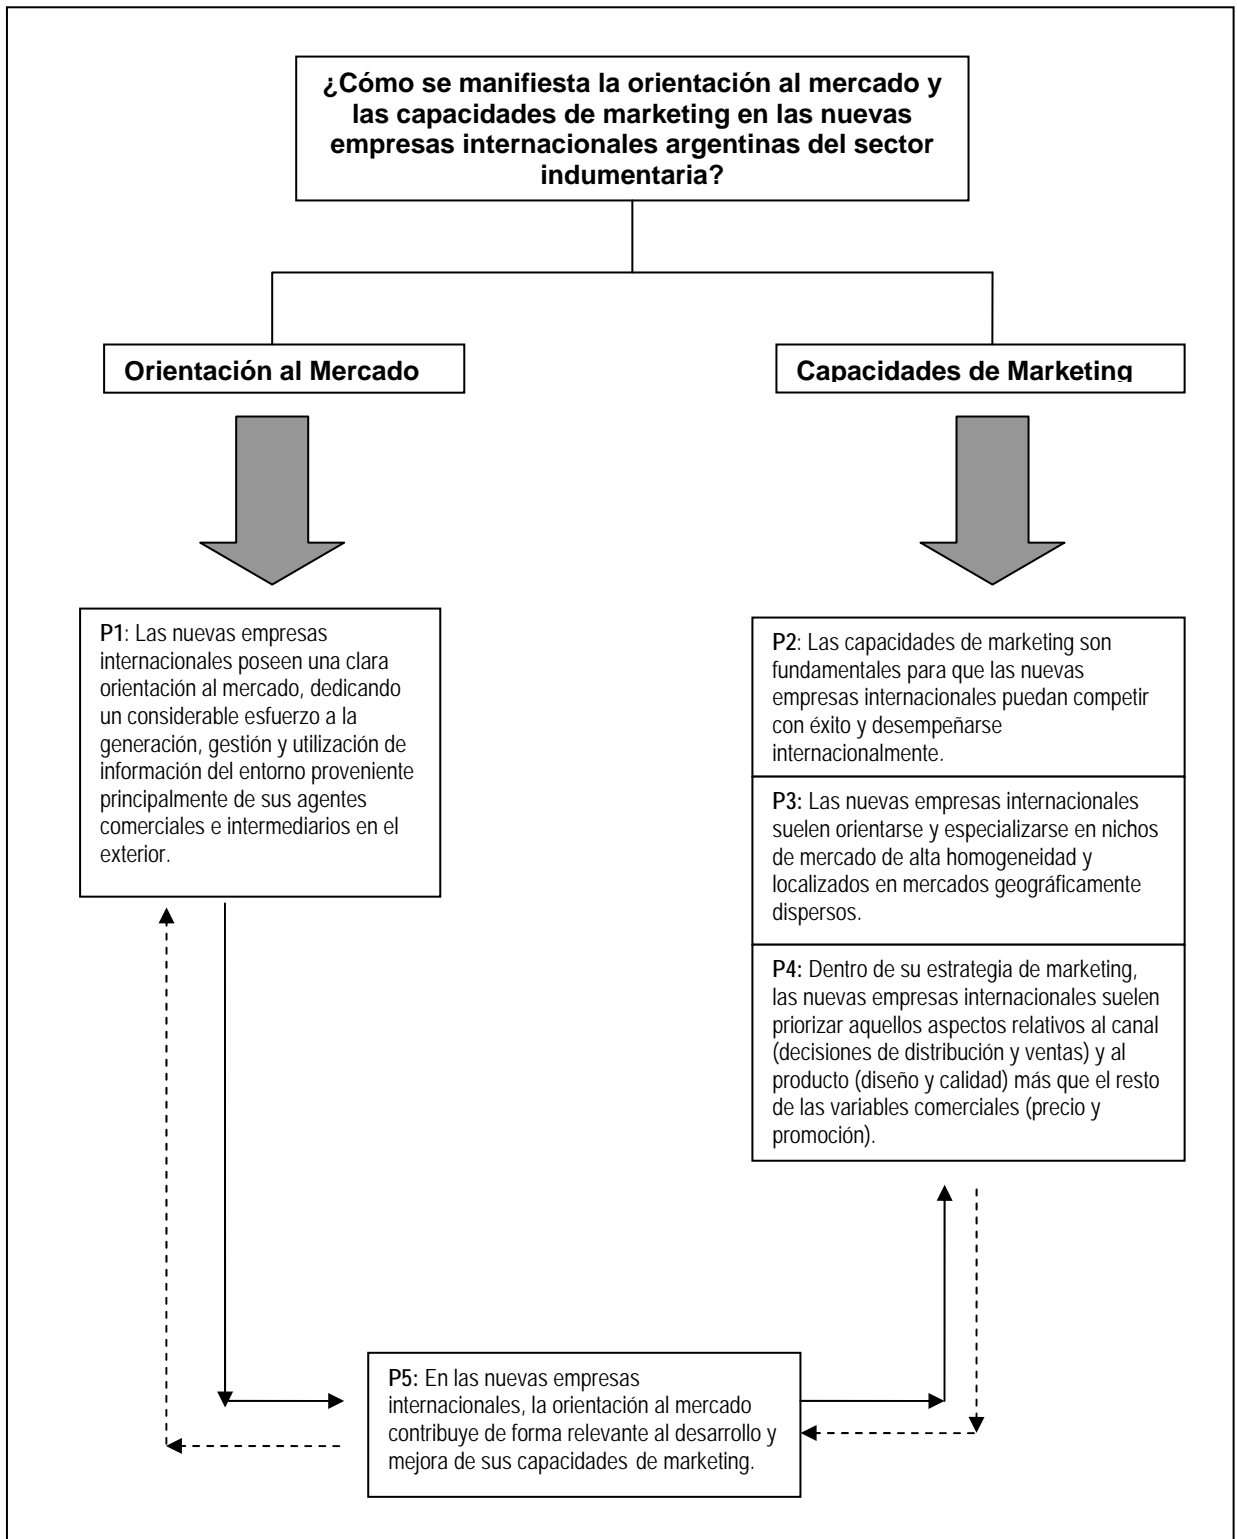 ¿Cómo se manifiesta la orientación al mercado y
las capacidades de marketing en las nuevas
empresas internacionales argentinas del sector
indumentaria?
Orientación al Mercado
Capacidades de Marketing
P1: Las nuevas empresas
internacionales poseen una clara
orientación al mercado, dedicando
un considerable esfuerzo a la
generación, gestión y utilización de
información del entorno proveniente
principalmente de sus agentes
comerciales e intermediarios en el
exterior.
P2: Las capacidades de marketing son
fundamentales para que las nuevas
empresas internacionales puedan competir
con éxito y desempeñarse
internacionalmente.
P3: Las nuevas empresas internacionales
suelen orientarse y especializarse en nichos
de mercado de alta homogeneidad y
localizados en mercados geográficamente
dispersos.
P4: Dentro de su estrategia de marketing,
las nuevas empresas internacionales suelen
priorizar aquellos aspectos relativos al canal
(decisiones de distribución y ventas) y al
producto (diseño y calidad) más que el resto
de las variables comerciales (precio y
promoción).
P5: En las nuevas empresas
internacionales, la orientación al mercado
contribuye de forma relevante al desarrollo y
mejora de sus capacidades de marketing.